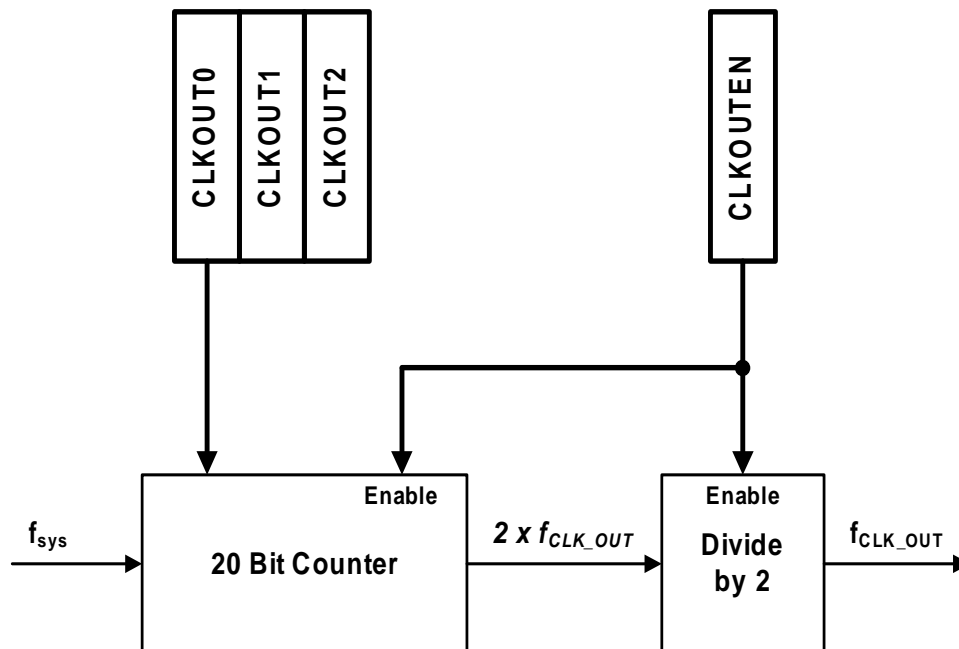 CLKOUT0
CLKOUT1
CLKOUT2
CLKOUTEN
Enable
Enable
fsys
20 Bit Counter
2 x fCLK_OUT
Divide
by 2
fCLK_OUT